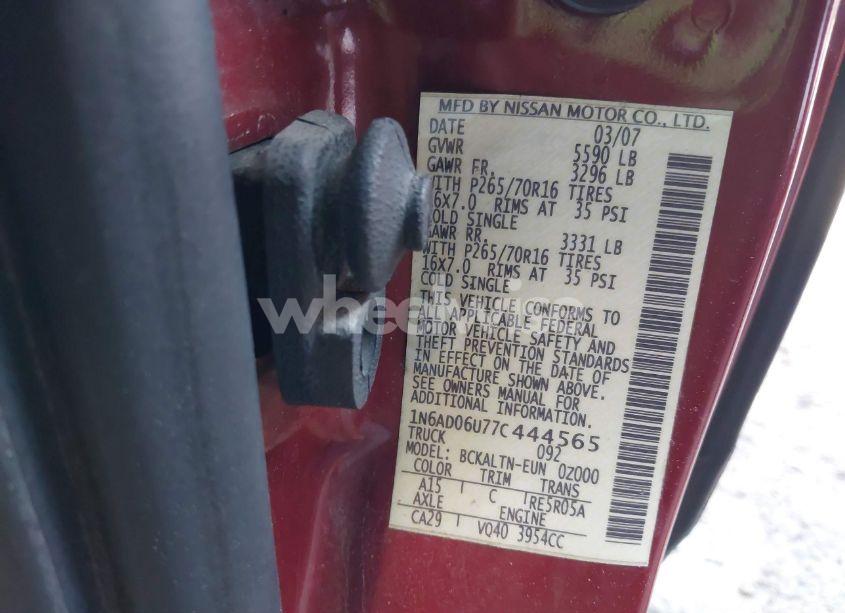 MFD BY NISSAN MOTOR CO., LTD.
DATE 03/07
GVWR 5590 LB
GAWR FR. 3296 LB
WITH P265/70R16 TIRES
16X7.0 RIMS AT 35 PSI
COLD SINGLE
GAWR RR. 3331 LB
WITH P265/70R16 TIRES
16X7.0 RIMS AT 35 PSI
COLD SINGLE
THIS VEHICLE CONFORMS TO
ALL APPLICABLE FEDERAL
MOTOR VEHICLE SAFETY AND
THEFT PREVENTION STANDARDS
IN EFFECT ON THE DATE OF
MANUFACTURE SHOWN ABOVE.
SEE OWNERS MANUAL FOR
ADDITIONAL INFORMATION.
1N6AD06U77C444565
TRUCK 092
MODEL: BCKALTN-EUN 0Z000
COLOR TRIM TRANS
A15 C RE5R05A
AXLE ENGINE
CA29 VQ40 3954CC